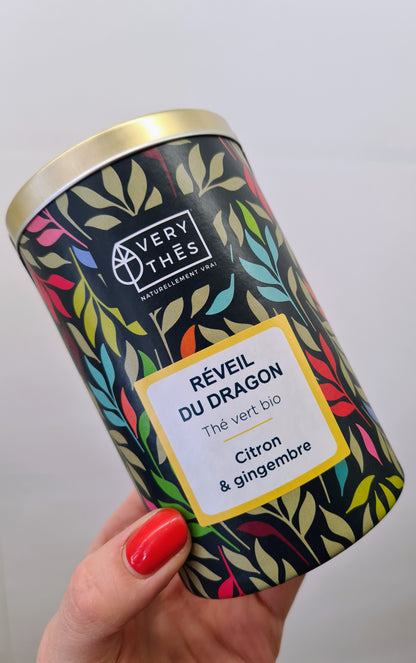 VERY
THÉS
NATURELLEMENT VRAI
RÉVEIL
DU DRAGON
Thé vert bio
Citron
& gingembre